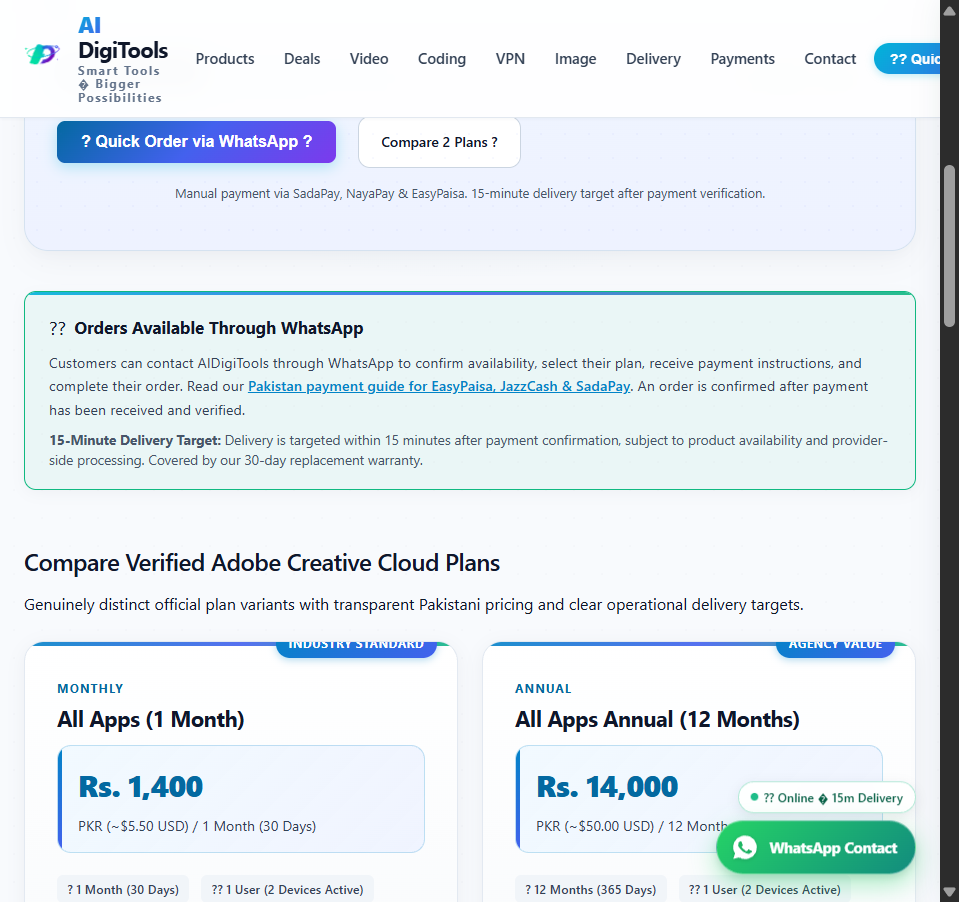 AI
DigiTools
Smart Tools
� Bigger
Possibilities
Products Deals Video Coding VPN Image Delivery Payments Contact
?? Quic
? Quick Order via WhatsApp ?
Compare 2 Plans ?
Manual payment via SadaPay, NayaPay & EasyPaisa. 15-minute delivery target after payment verification.
?? Orders Available Through WhatsApp
Customers can contact AIDigiTools through WhatsApp to confirm availability, select their plan, receive payment instructions, and
complete their order. Read our Pakistan payment guide for EasyPaisa, JazzCash & SadaPay. An order is confirmed after payment
has been received and verified.
15-Minute Delivery Target: Delivery is targeted within 15 minutes after payment confirmation, subject to product availability and provider-
side processing. Covered by our 30-day replacement warranty.
Compare Verified Adobe Creative Cloud Plans
Genuinely distinct official plan variants with transparent Pakistani pricing and clear operational delivery targets.
INDUSTRY STANDARD
MONTHLY
All Apps (1 Month)
Rs. 1,400
PKR (~$5.50 USD) / 1 Month (30 Days)
? 1 Month (30 Days)
?? 1 User (2 Devices Active)
AGENCY VALUE
ANNUAL
All Apps Annual (12 Months)
Rs. 14,000
PKR (~$50.00 USD) / 12 Month
? 12 Months (365 Days)
?? 1 User (2 Devices Active)
?? Online � 15m Delivery
WhatsApp Contact